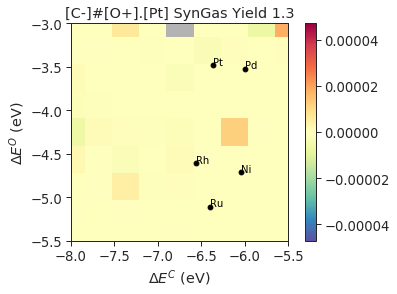 [C-]#[O+].[Pt] SynGas Yield 1.3
−3.0
−3.5
−4.0
−4.5
−5.0
−5.5
ΔE^O (eV)
Pt
Pd
Rh
Ni
Ru
−8.0 −7.5 −7.0 −6.5 −6.0 −5.5
ΔE^C (eV)
0.00004
0.00002
0.00000
−0.00002
−0.00004